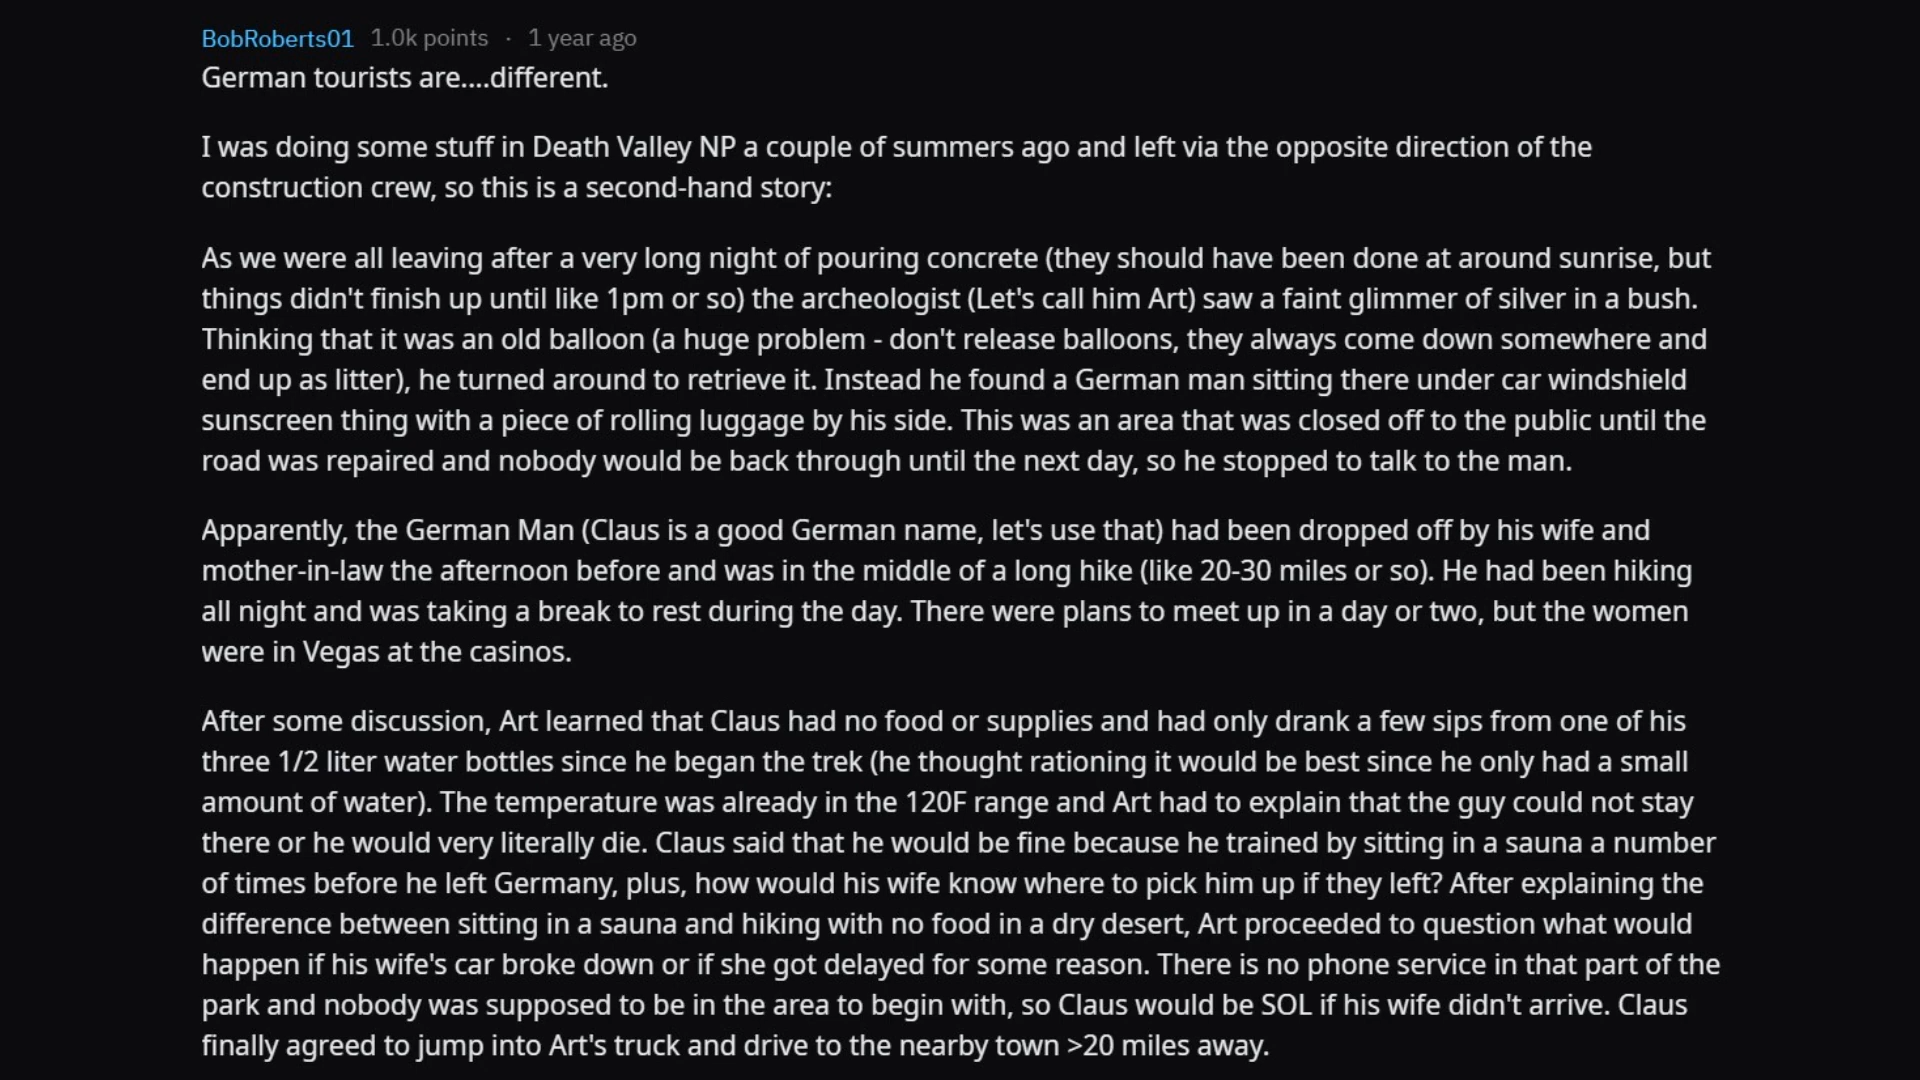 BobRoberts01 1.0k points · 1 year ago
German tourists are....different.
I was doing some stuff in Death Valley NP a couple of summers ago and left via the opposite direction of the
construction crew, so this is a second-hand story:
As we were all leaving after a very long night of pouring concrete (they should have been done at around sunrise, but
things didn't finish up until like 1pm or so) the archeologist (Let's call him Art) saw a faint glimmer of silver in a bush.
Thinking that it was an old balloon (a huge problem - don't release balloons, they always come down somewhere and
end up as litter), he turned around to retrieve it. Instead he found a German man sitting there under car windshield
sunscreen thing with a piece of rolling luggage by his side. This was an area that was closed off to the public until the
road was repaired and nobody would be back through until the next day, so he stopped to talk to the man.
Apparently, the German Man (Claus is a good German name, let's use that) had been dropped off by his wife and
mother-in-law the afternoon before and was in the middle of a long hike (like 20-30 miles or so). He had been hiking
all night and was taking a break to rest during the day. There were plans to meet up in a day or two, but the women
were in Vegas at the casinos.
After some discussion, Art learned that Claus had no food or supplies and had only drank a few sips from one of his
three 1/2 liter water bottles since he began the trek (he thought rationing it would be best since he only had a small
amount of water). The temperature was already in the 120F range and Art had to explain that the guy could not stay
there or he would very literally die. Claus said that he would be fine because he trained by sitting in a sauna a number
of times before he left Germany, plus, how would his wife know where to pick him up if they left? After explaining the
difference between sitting in a sauna and hiking with no food in a dry desert, Art proceeded to question what would
happen if his wife's car broke down or if she got delayed for some reason. There is no phone service in that part of the
park and nobody was supposed to be in the area to begin with, so Claus would be SOL if his wife didn't arrive. Claus
finally agreed to jump into Art's truck and drive to the nearby town >20 miles away.